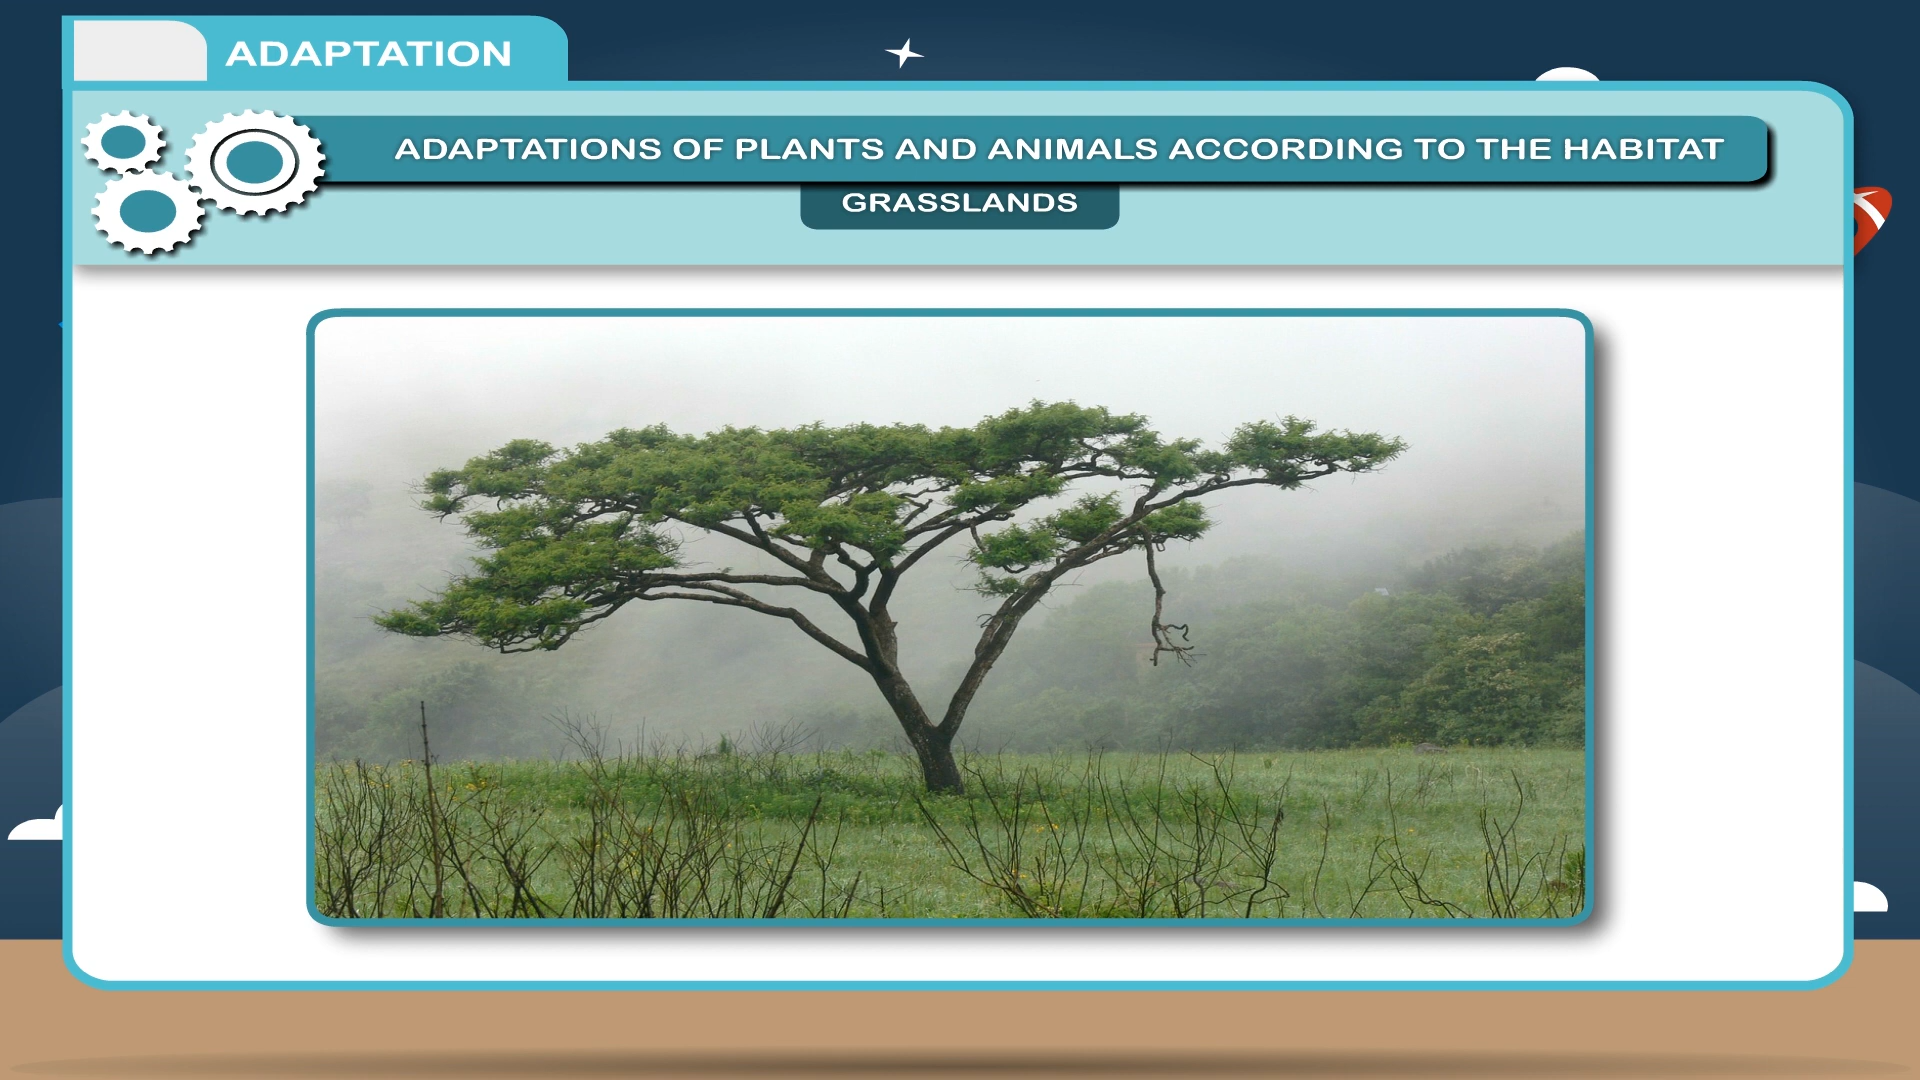 ADAPTATION
ADAPTATIONS OF PLANTS AND ANIMALS ACCORDING TO THE HABITAT
GRASSLANDS